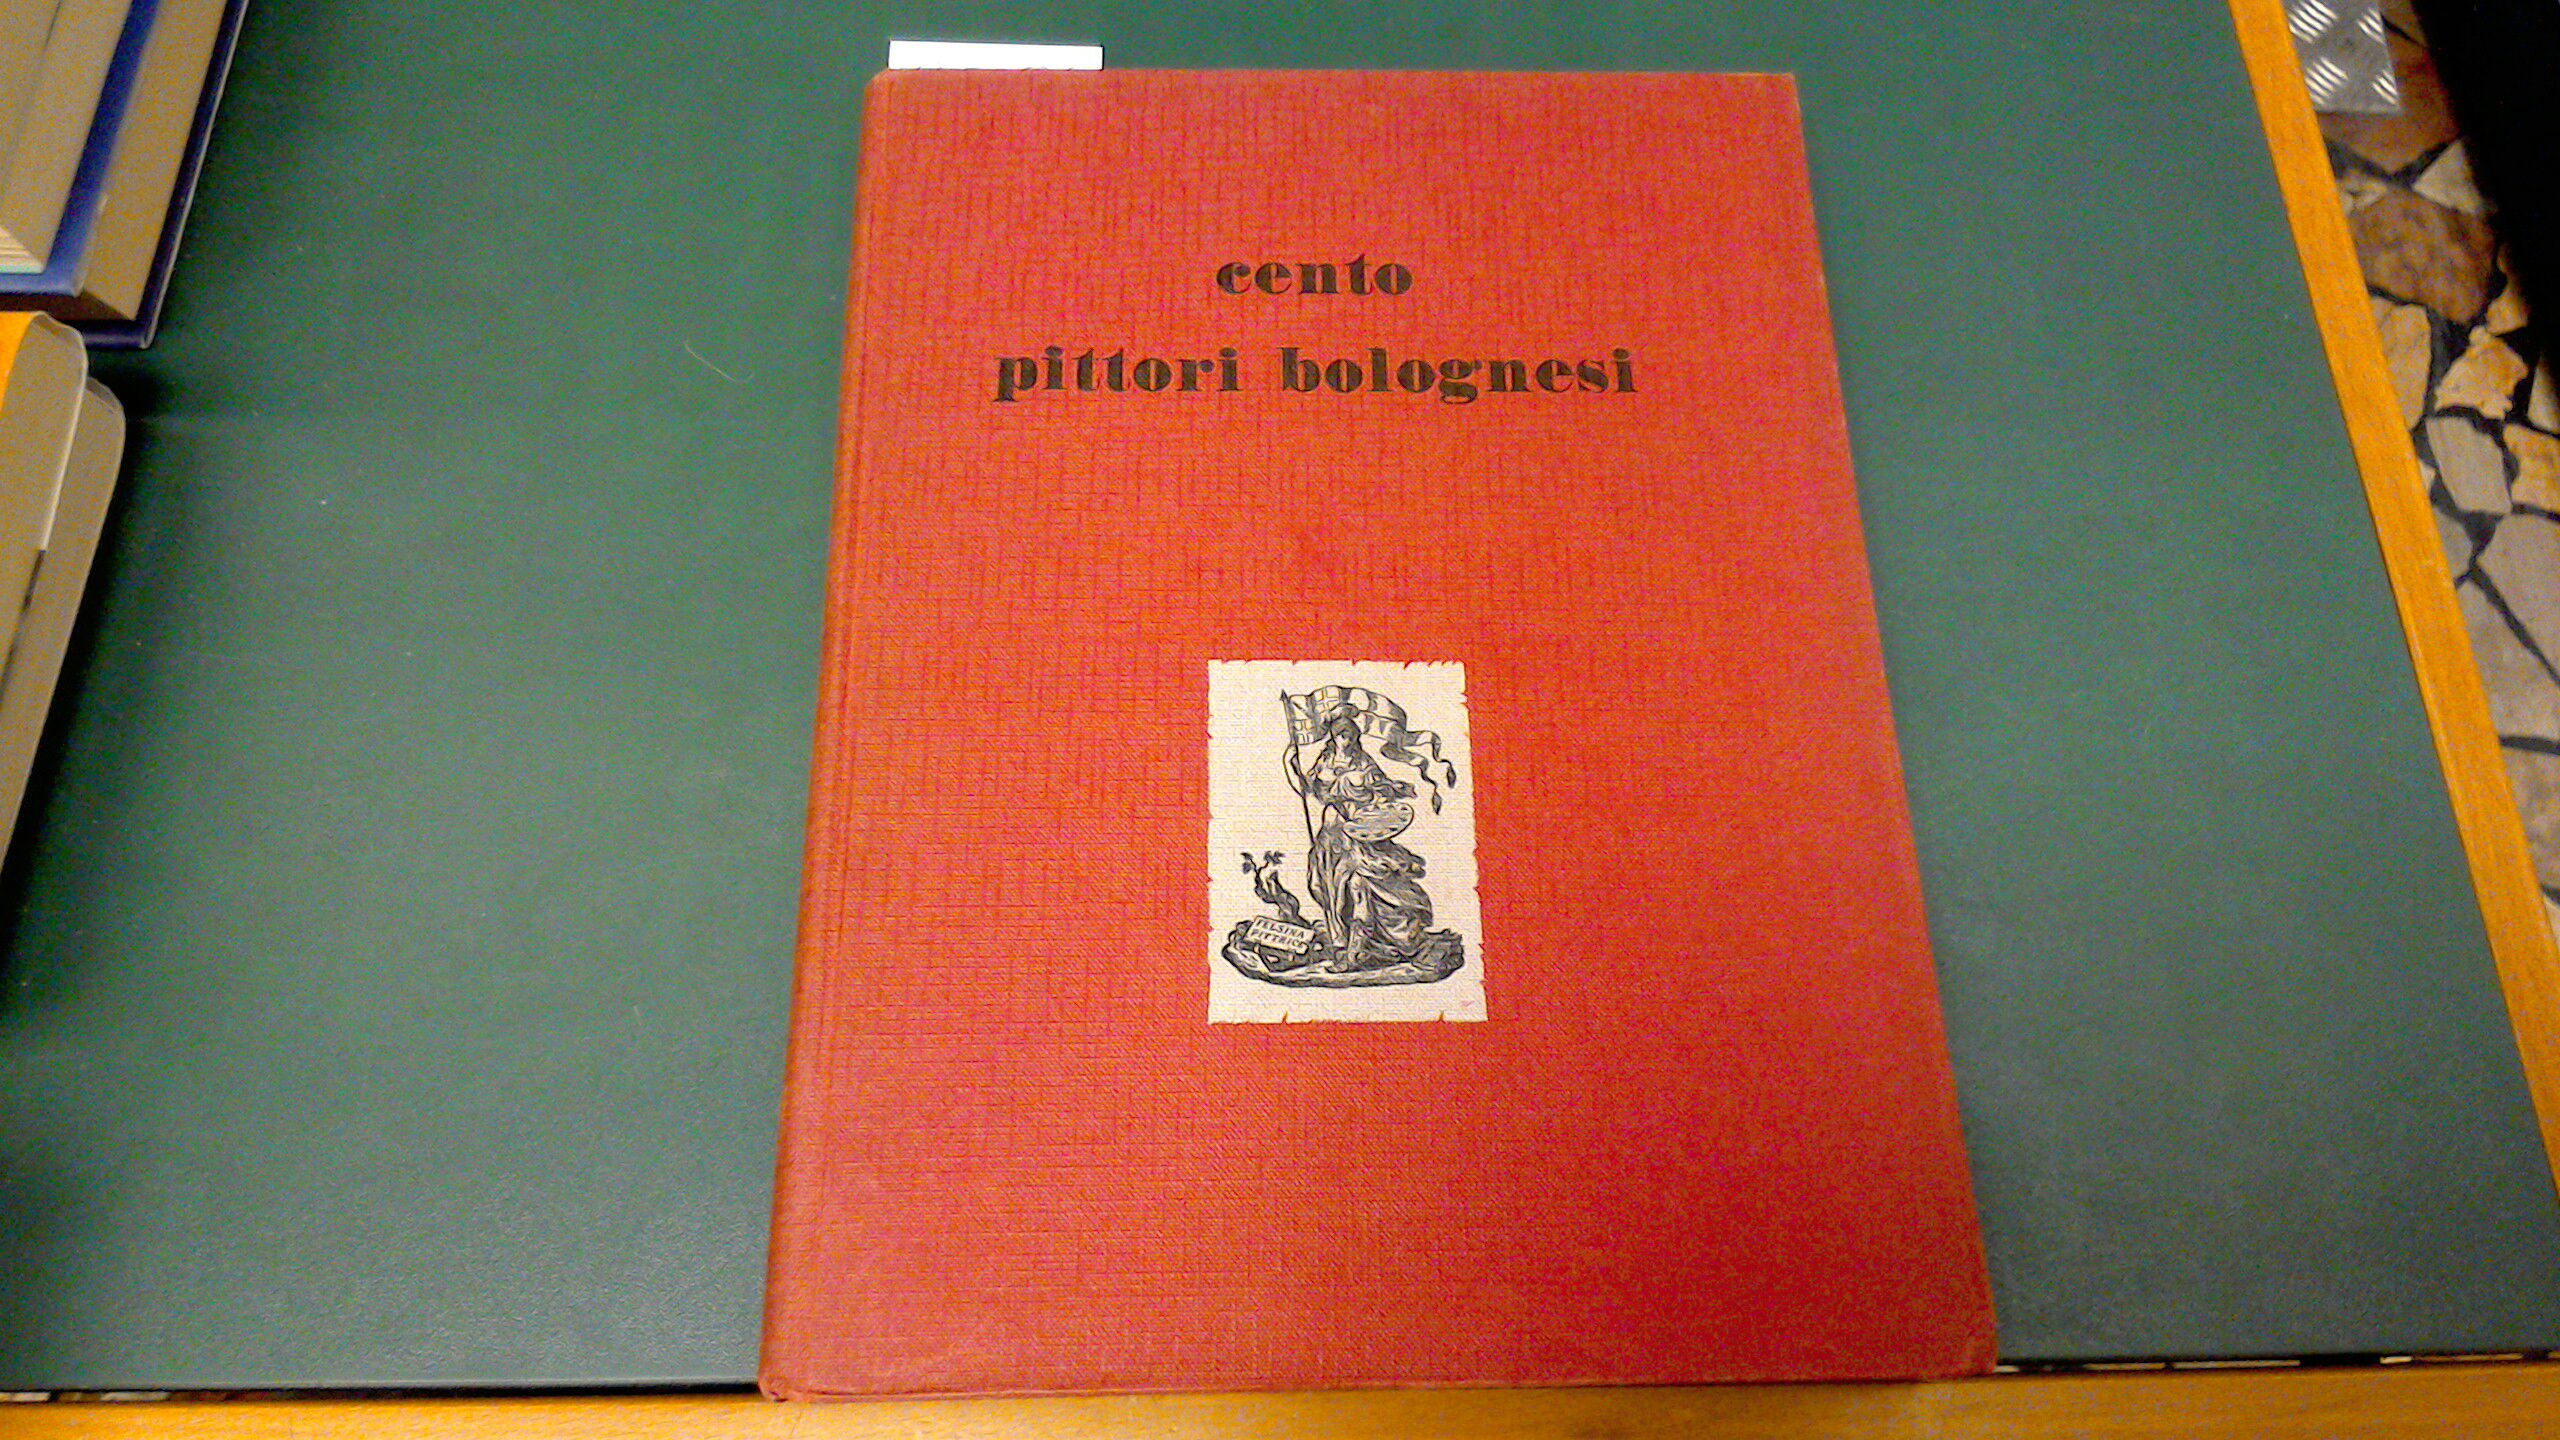 cento
pittori bolognesi
FELSINA
PITTRICE